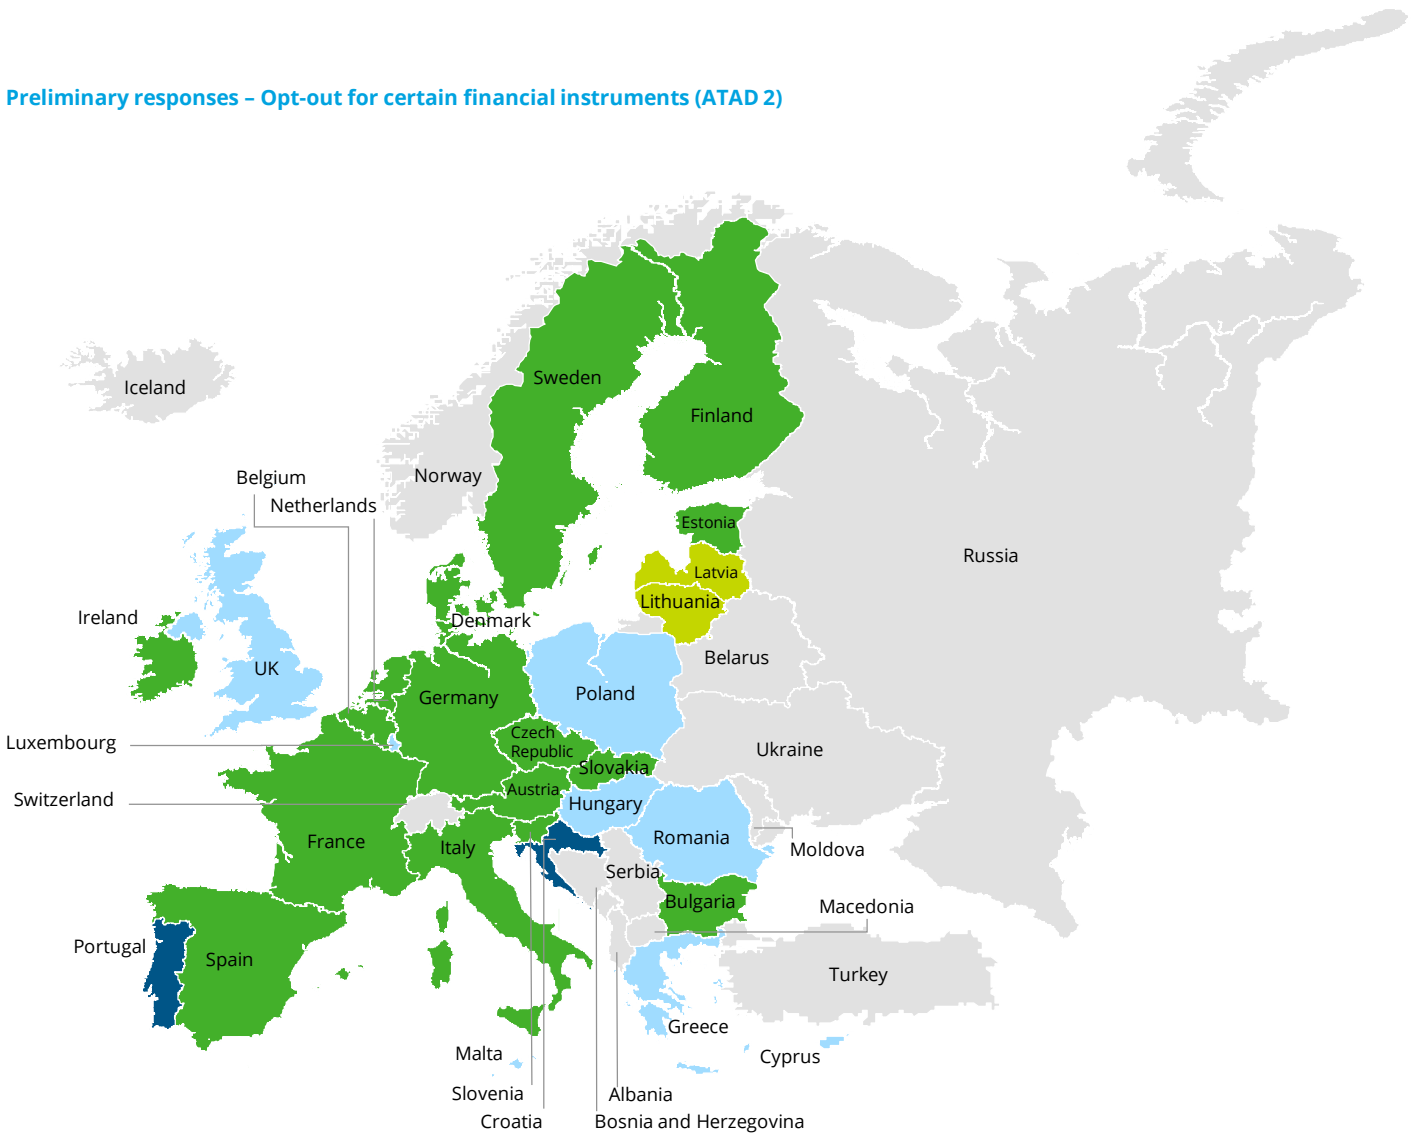 Preliminary responses – Opt-out for certain financial instruments (ATAD 2)
Iceland
Sweden
Finland
Norway
Belgium
Netherlands
Estonia
Russia
Latvia
Lithuania
Ireland
Denmark
UK
Belarus
Germany
Poland
Luxembourg
Czech
Republic
Ukraine
Slovakia
Switzerland
Austria
Hungary
France
Italy
Romania
Moldova
Serbia
Bulgaria
Macedonia
Portugal
Spain
Turkey
Greece
Malta
Cyprus
Slovenia
Albania
Croatia
Bosnia and Herzegovina